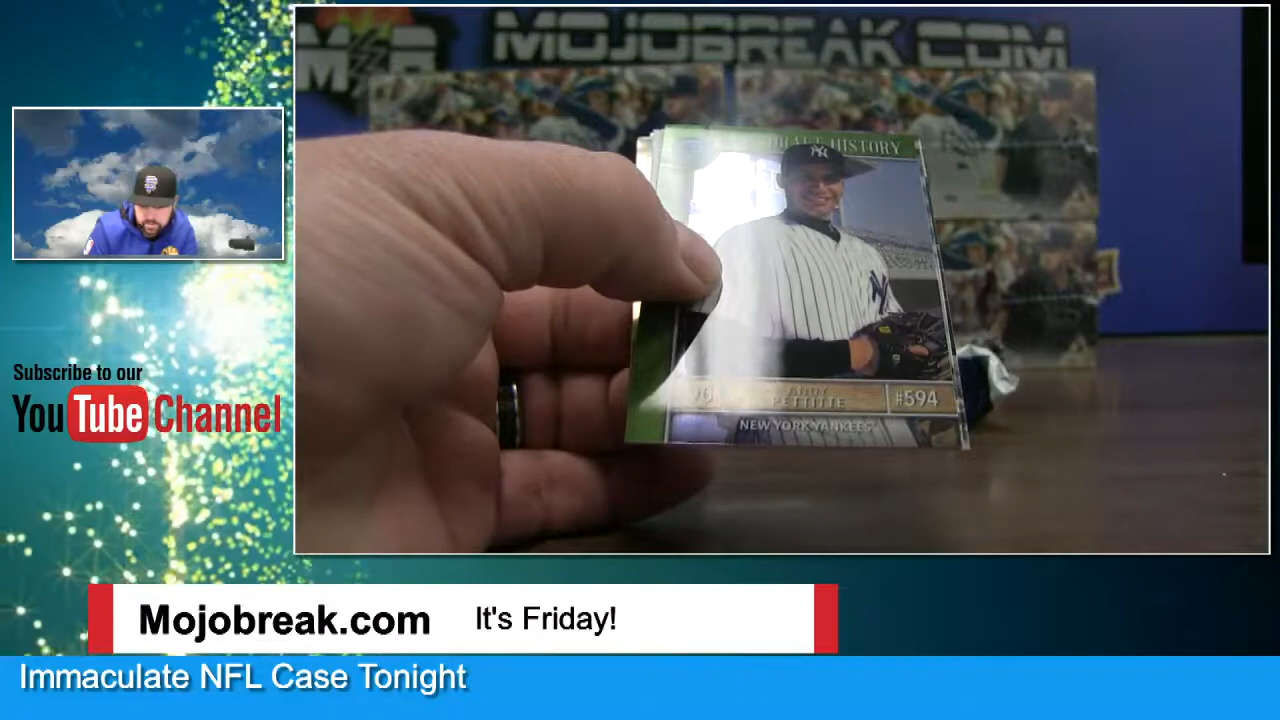 MOJOBREAK.COM
M B
DRAFT HISTORY
ANDY
PETTITTE
#594
NEW YORK YANKEES
Subscribe to our
YouTube Channel
Mojobreak.com
It's Friday!
Immaculate NFL Case Tonight